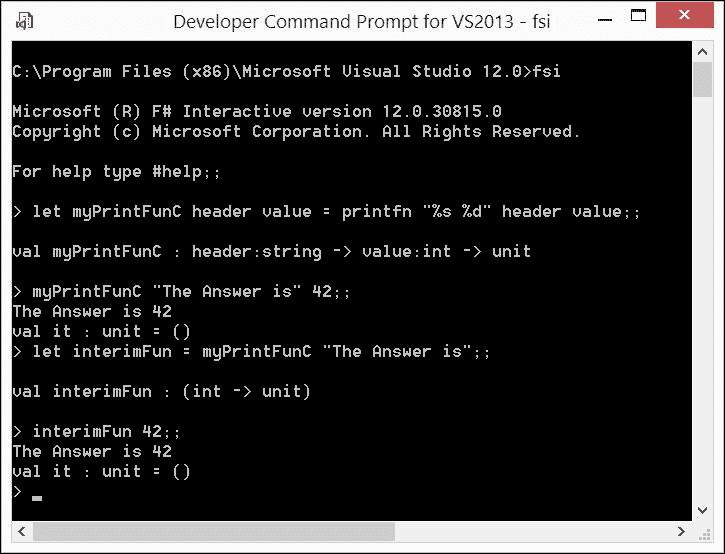 Developer Command Prompt for VS2013 - fsi
C:\Program Files (x86)\Microsoft Visual Studio 12.0>fsi
Microsoft (R) F# Interactive version 12.0.30815.0
Copyright (c) Microsoft Corporation. All Rights Reserved.
For help type #help;;
> let myPrintFunC header value = printfn "%s %d" header value;;
val myPrintFunC : header:string -> value:int -> unit
> myPrintFunC "The Answer is" 42;;
The Answer is 42
val it : unit = ()
> let interimFun = myPrintFunC "The Answer is";;
val interimFun : (int -> unit)
> interimFun 42;;
The Answer is 42
val it : unit = ()
> _